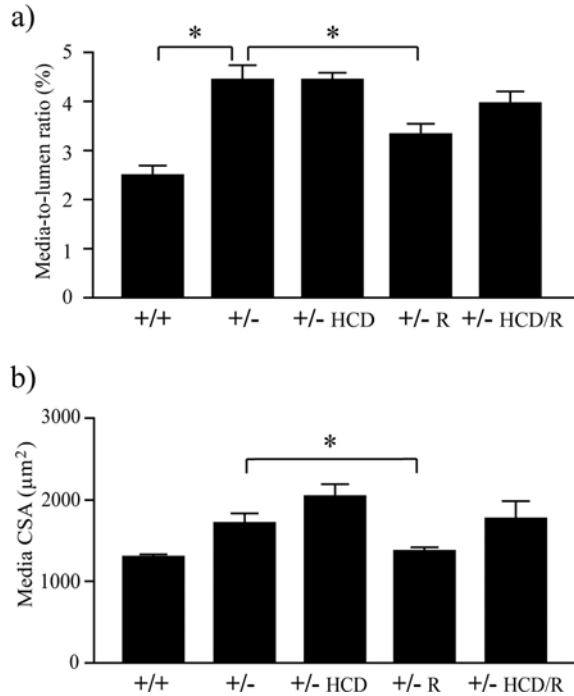 a)
* *
Media-to-lumen ratio (%)
5
4
3
2
1
0
+/+ +/- +/- HCD +/- R +/- HCD/R
b)
*
Media CSA (µm²)
3000
2000
1000
0
+/+ +/- +/- HCD +/- R +/- HCD/R